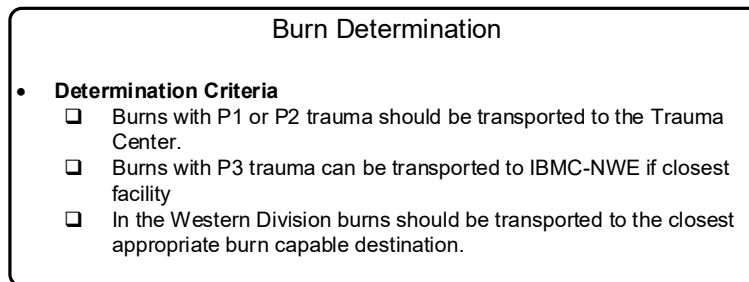 Burn Determination
• Determination Criteria
❑ Burns with P1 or P2 trauma should be transported to the Trauma
Center.
❑ Burns with P3 trauma can be transported to IBMC-NWE if closest
facility
❑ In the Western Division burns should be transported to the closest
appropriate burn capable destination.